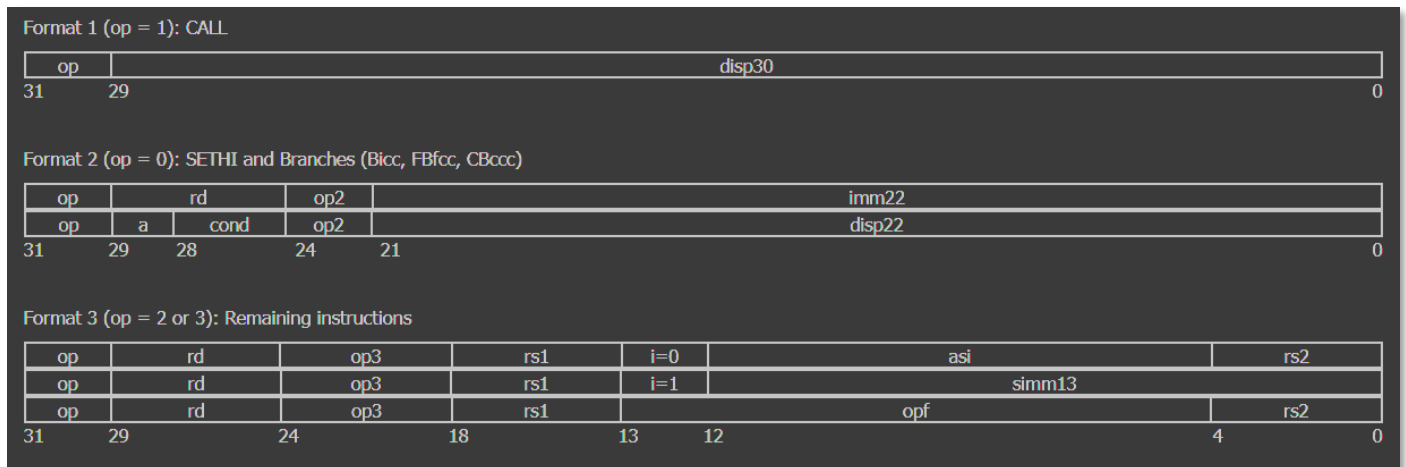 Format 1 (op = 1): CALL
op disp30
31 29 0
Format 2 (op = 0): SETHI and Branches (Bicc, FBfcc, CBccc)
op rd op2 imm22
op a cond op2 disp22
31 29 28 24 21 0
Format 3 (op = 2 or 3): Remaining instructions
op rd op3 rs1 i=0 asi rs2
op rd op3 rs1 i=1 simm13
op rd op3 rs1 opf rs2
31 29 24 18 13 12 4 0